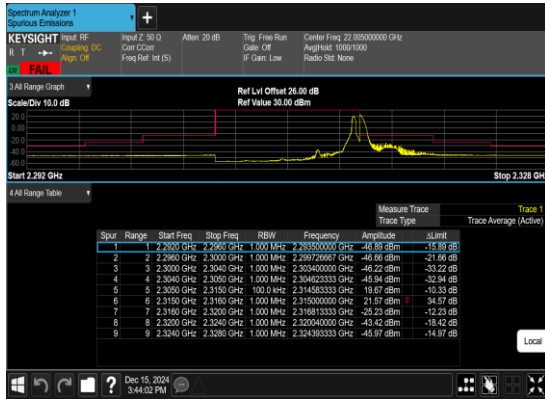 Spectrum Analyzer 1
Spurious Emissions
KEYSIGHT Input: RF Input Z: 50 Ω Atten: 20 dB Trig: Free Run Center Freq: 22.005000000 GHz
R T Coupling: DC Corr CCorr Gate: Off Avg|Hold: 1000/1000
Align: Off Freq Ref: Int (S) IF Gain: Low Radio Std: None
FAIL
3 All Range Graph Ref Lvl Offset 26.00 dB
Scale/Div 10.0 dB Ref Value 30.00 dBm
20.0
0.00
-20.0
-40.0
-60.0
Start 2.292 GHz Stop 2.328 GH
4 All Range Table
Measure Trace Trace 1
Trace Type Trace Average (Active)
Spur Range Start Freq Stop Freq RBW Frequency Amplitude ΔLimit
1 1 2.2920 GHz 2.2960 GHz 1.000 MHz 2.293500000 GHz -46.89 dBm -15.89 dB
2 2 2.2960 GHz 2.3000 GHz 1.000 MHz 2.299726667 GHz -46.66 dBm -21.66 dB
3 3 2.3000 GHz 2.3040 GHz 1.000 MHz 2.303400000 GHz -46.22 dBm -33.22 dB
4 4 2.3040 GHz 2.3050 GHz 1.000 MHz 2.304623333 GHz -45.94 dBm -32.94 dB
5 5 2.3050 GHz 2.3150 GHz 100.0 kHz 2.314583333 GHz 19.67 dBm -10.33 dB
6 6 2.3150 GHz 2.3160 GHz 1.000 MHz 2.315000000 GHz 21.57 dBm F 34.57 dB
7 7 2.3160 GHz 2.3200 GHz 1.000 MHz 2.316813333 GHz -25.23 dBm -12.23 dB
8 8 2.3200 GHz 2.3240 GHz 1.000 MHz 2.320040000 GHz -43.42 dBm -18.42 dB
9 9 2.3240 GHz 2.3280 GHz 1.000 MHz 2.324393333 GHz -45.97 dBm -14.97 dB
Local
? Dec 15, 2024
3:44:02 PM